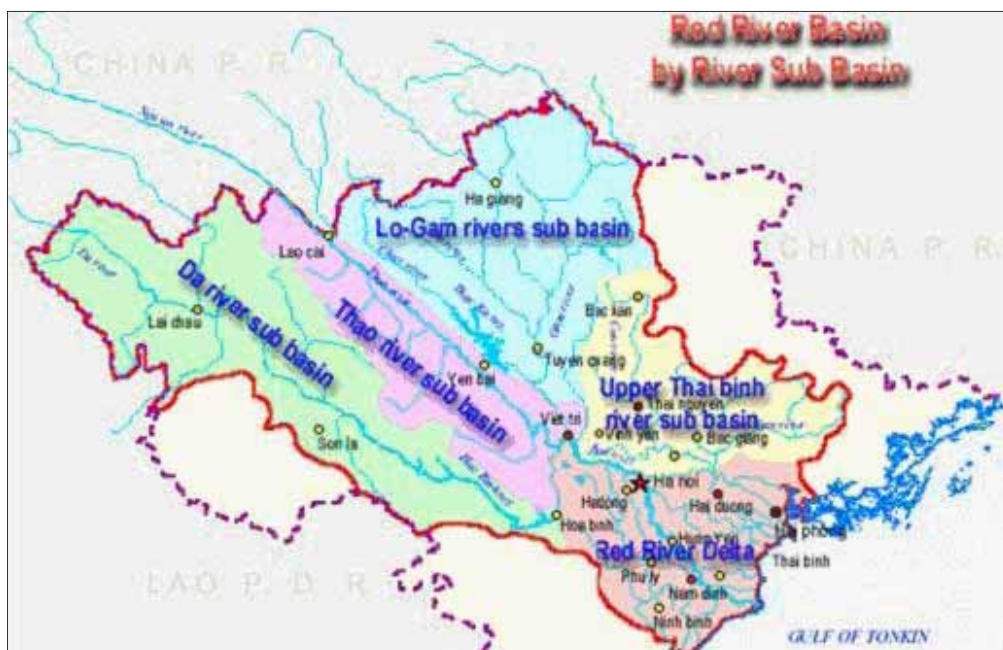 Red River Basin
by River Sub Basin
CHINA P. R.
Ha giang
Lo-Gam rivers sub basin
CHINA P. R.
Lao cai
Da river
Da river sub basin
Lai chau
Thao river sub basin
Bac kan
Tuyen quang
Yen bai
Upper Thai binh
river sub basin
Thai nguyen
Viet tri
Vinh yen
Bac giang
Son la
Ha noi
Hadong
Hai duong
Hoa binh
Hai phong
Red River Delta
Thai binh
Phu ly
Nam dinh
Ninh binh
LAO P. D. R.
GULF OF TONKIN